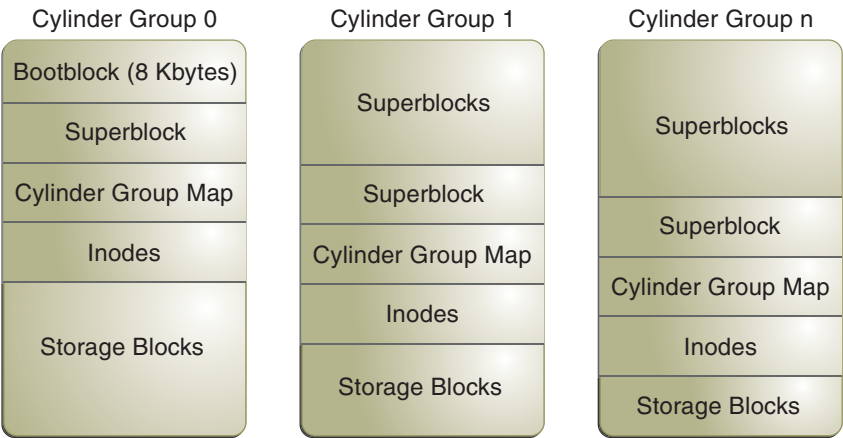 Cylinder Group 0
Bootblock (8 Kbytes)
Superblock
Cylinder Group Map
Inodes
Storage Blocks
Cylinder Group 1
Superblocks
Superblock
Cylinder Group Map
Inodes
Storage Blocks
Cylinder Group n
Superblocks
Superblock
Cylinder Group Map
Inodes
Storage Blocks